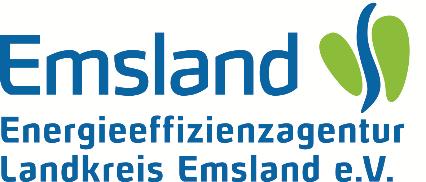 Emsland
Energieeffizienzagentur
Landkreis Emsland e.V.